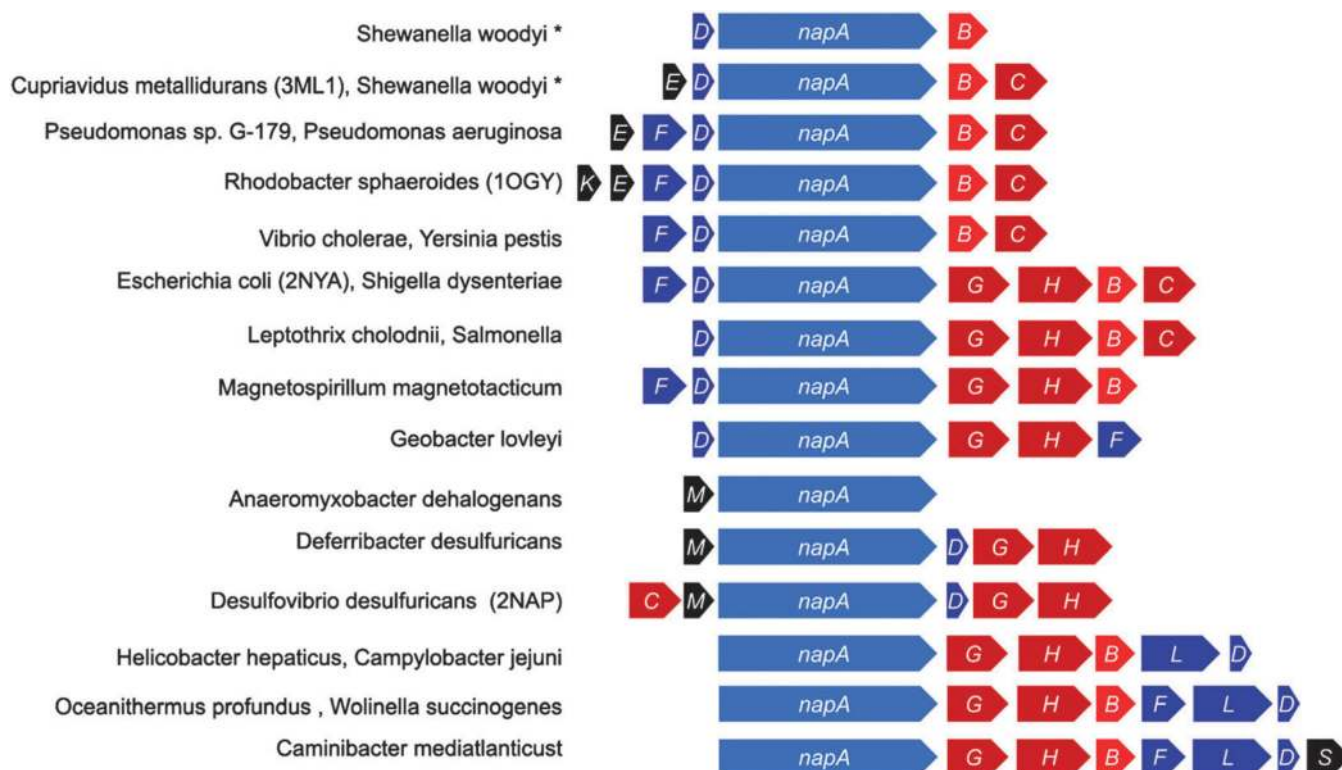 Shewanella woodyi * D napA B
Cupriavidus metallidurans (3ML1), Shewanella woodyi * E D napA B C
Pseudomonas sp. G-179, Pseudomonas aeruginosa E F D napA B C
Rhodobacter sphaeroides (1OGY) K E F D napA B C
Vibrio cholerae, Yersinia pestis F D napA B C
Escherichia coli (2NYA), Shigella dysenteriae F D napA G H B C
Leptothrix cholodnii, Salmonella D napA G H B C
Magnetospirillum magnetotacticum F D napA G H B
Geobacter lovleyi D napA G H F
Anaeromyxobacter dehalogenans M napA
Deferribacter desulfuricans M napA D G H
Desulfovibrio desulfuricans (2NAP) C M napA D G H
Helicobacter hepaticus, Campylobacter jejuni napA G H B L D
Oceanithermus profundus , Wolinella succinogenes napA G H B F L D
Caminibacter mediatlanticust napA G H B F L D S